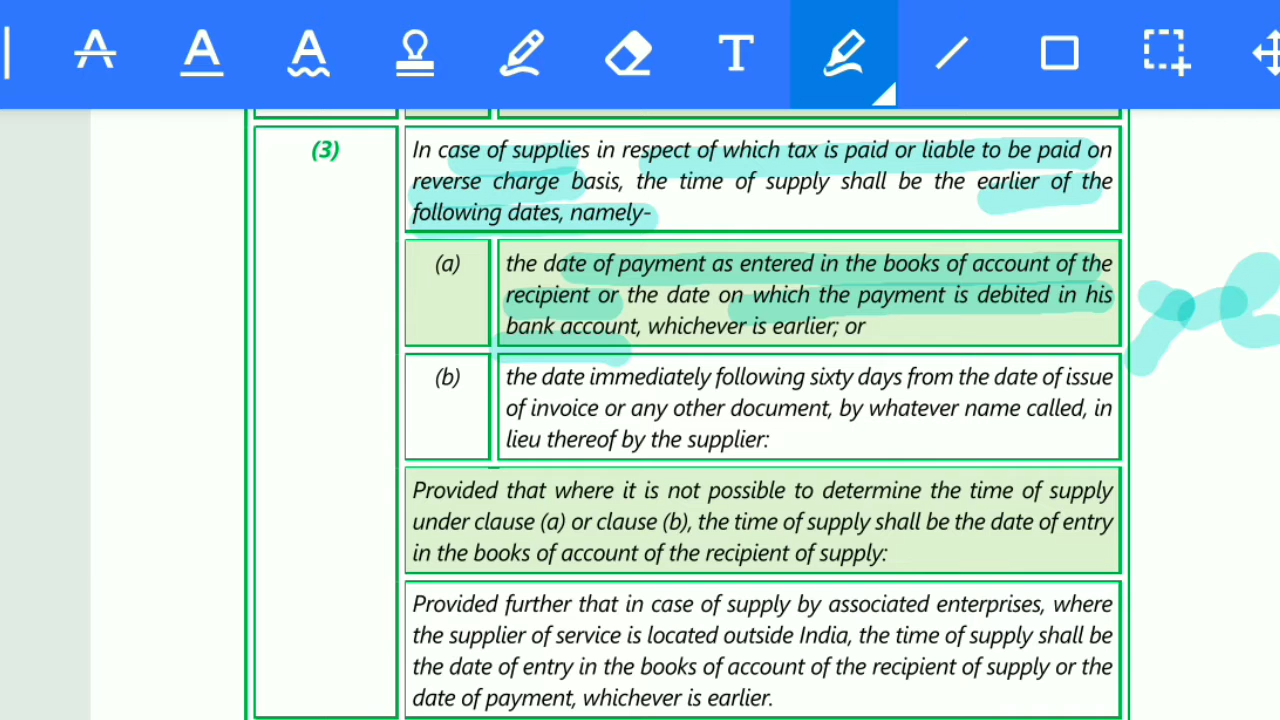 (3)
In case of supplies in respect of which tax is paid or liable to be paid on
reverse charge basis, the time of supply shall be the earlier of the
following dates, namely-
(a)
the date of payment as entered in the books of account of the
recipient or the date on which the payment is debited in his
bank account, whichever is earlier; or
(b)
the date immediately following sixty days from the date of issue
of invoice or any other document, by whatever name called, in
lieu thereof by the supplier:
Provided that where it is not possible to determine the time of supply
under clause (a) or clause (b), the time of supply shall be the date of entry
in the books of account of the recipient of supply:
Provided further that in case of supply by associated enterprises, where
the supplier of service is located outside India, the time of supply shall be
the date of entry in the books of account of the recipient of supply or the
date of payment, whichever is earlier.